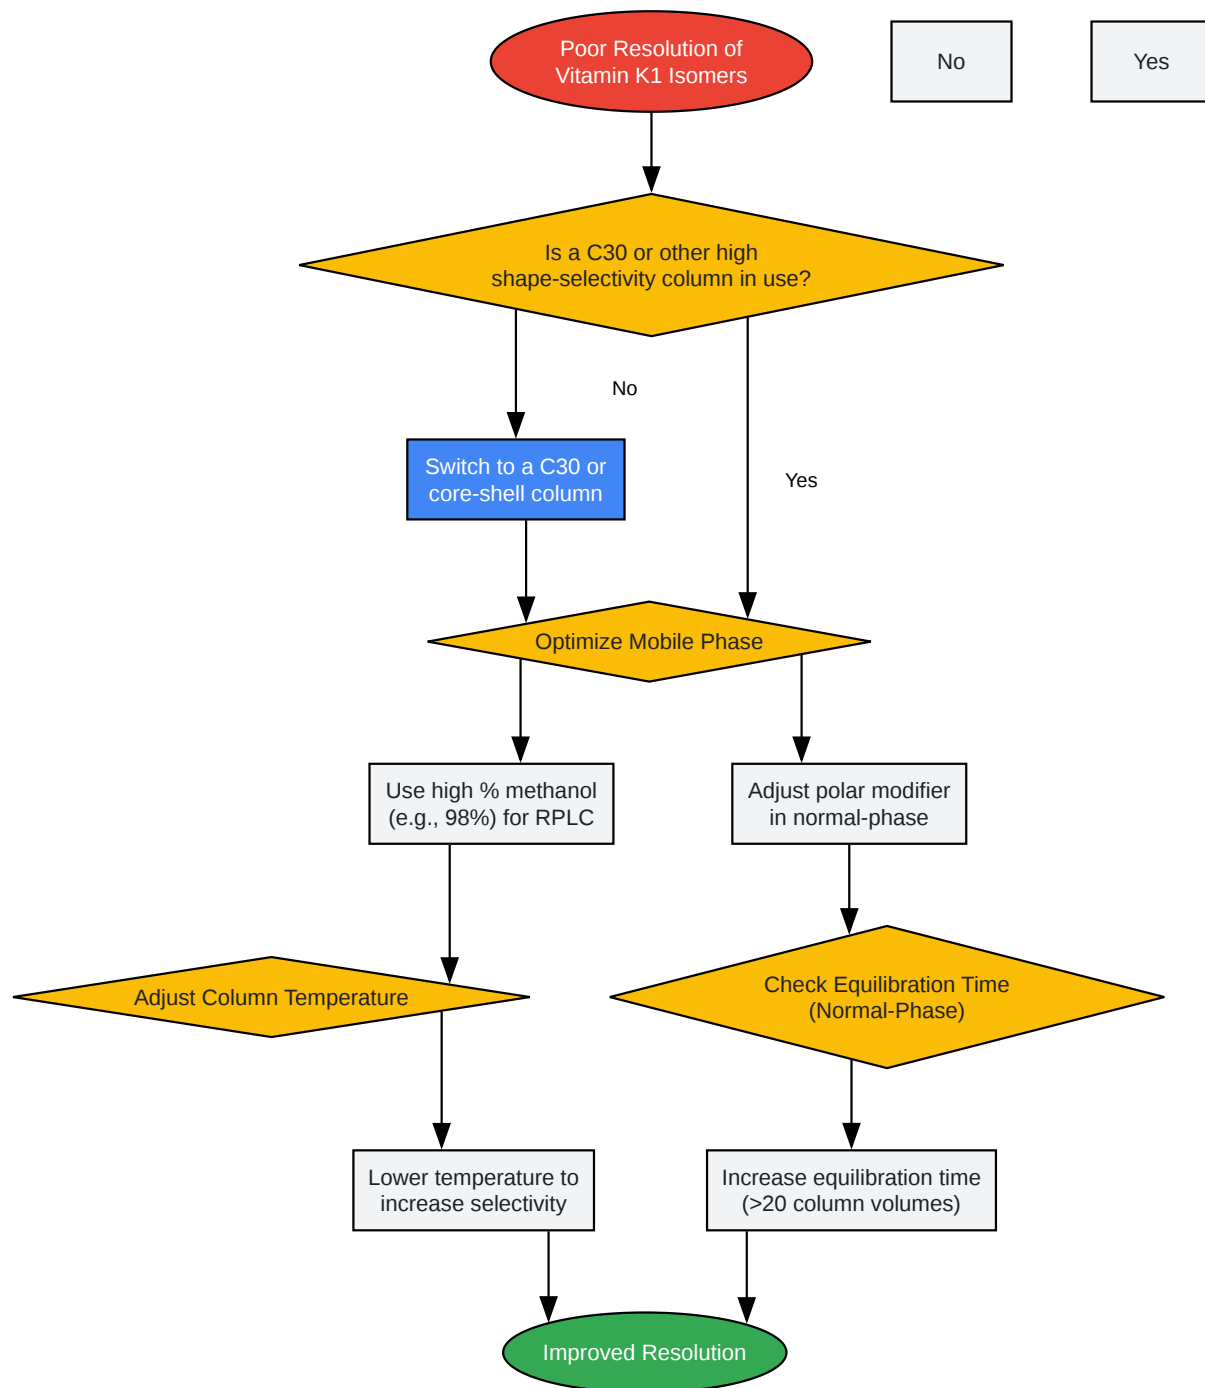 Poor Resolution of
Vitamin K1 Isomers
No
Yes
Is a C30 or other high
shape-selectivity column in use?
No
Switch to a C30 or
core-shell column
Yes
Optimize Mobile Phase
Use high % methanol
(e.g., 98%) for RPLC
Adjust polar modifier
in normal-phase
Adjust Column Temperature
Check Equilibration Time
(Normal-Phase)
Lower temperature to
increase selectivity
Increase equilibration time
(>20 column volumes)
Improved Resolution